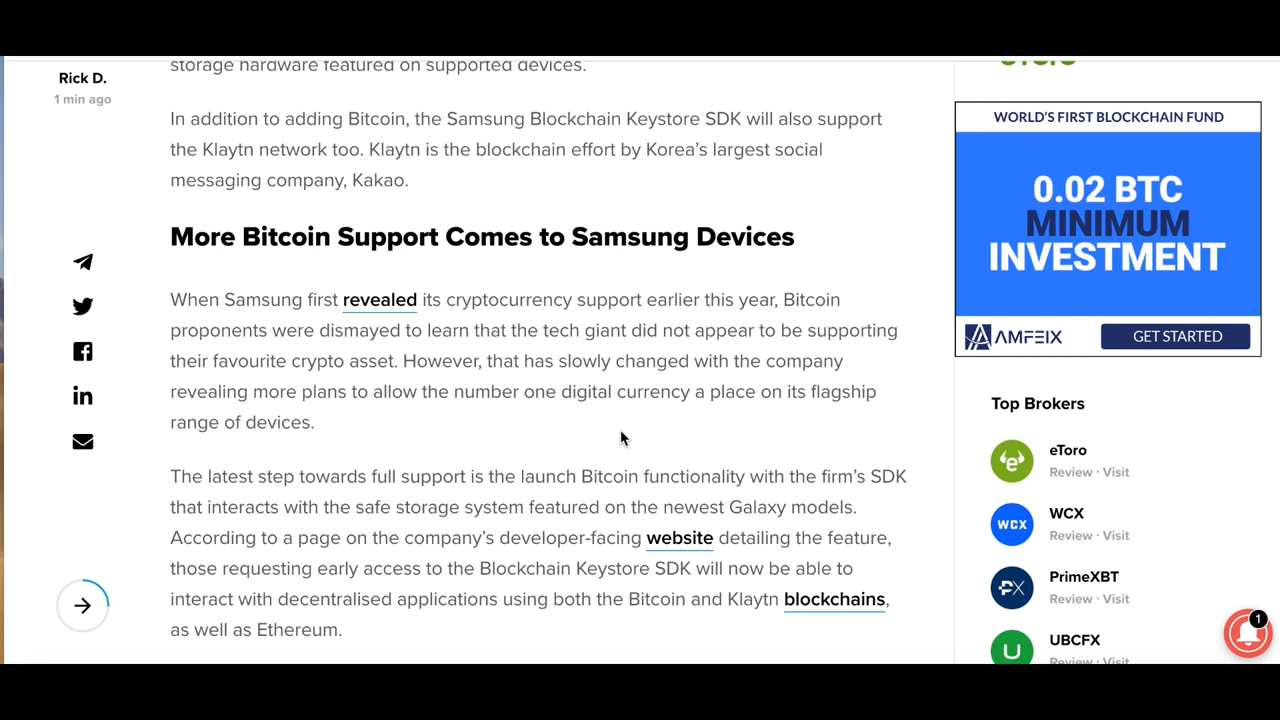 Rick D.
1 min ago
storage hardware featured on supported devices.
In addition to adding Bitcoin, the Samsung Blockchain Keystore SDK will also support
the Klaytn network too. Klaytn is the blockchain effort by Korea's largest social
messaging company, Kakao.
More Bitcoin Support Comes to Samsung Devices
When Samsung first revealed its cryptocurrency support earlier this year, Bitcoin
proponents were dismayed to learn that the tech giant did not appear to be supporting
their favourite crypto asset. However, that has slowly changed with the company
revealing more plans to allow the number one digital currency a place on its flagship
range of devices.
The latest step towards full support is the launch Bitcoin functionality with the firm's SDK
that interacts with the safe storage system featured on the newest Galaxy models.
According to a page on the company's developer-facing website detailing the feature,
those requesting early access to the Blockchain Keystore SDK will now be able to
interact with decentralised applications using both the Bitcoin and Klaytn blockchains,
as well as Ethereum.
WORLD'S FIRST BLOCKCHAIN FUND
0.02 BTC
MINIMUM
INVESTMENT
AMFEIX
GET STARTED
Top Brokers
eToro
Review · Visit
WCX
WCX
Review · Visit
PX
PrimeXBT
Review · Visit
U
UBCFX
Review · Visit
1